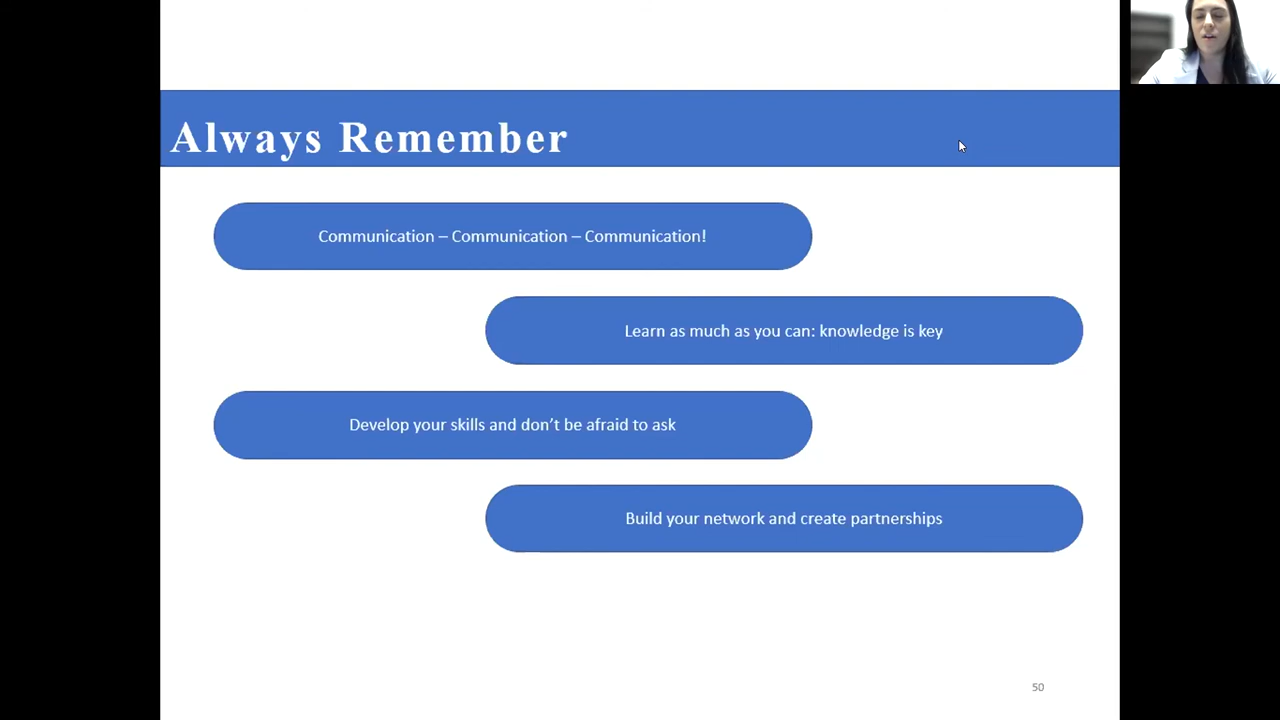 Always Remember
Communication – Communication – Communication!
Learn as much as you can: knowledge is key
Develop your skills and don’t be afraid to ask
Build your network and create partnerships
50